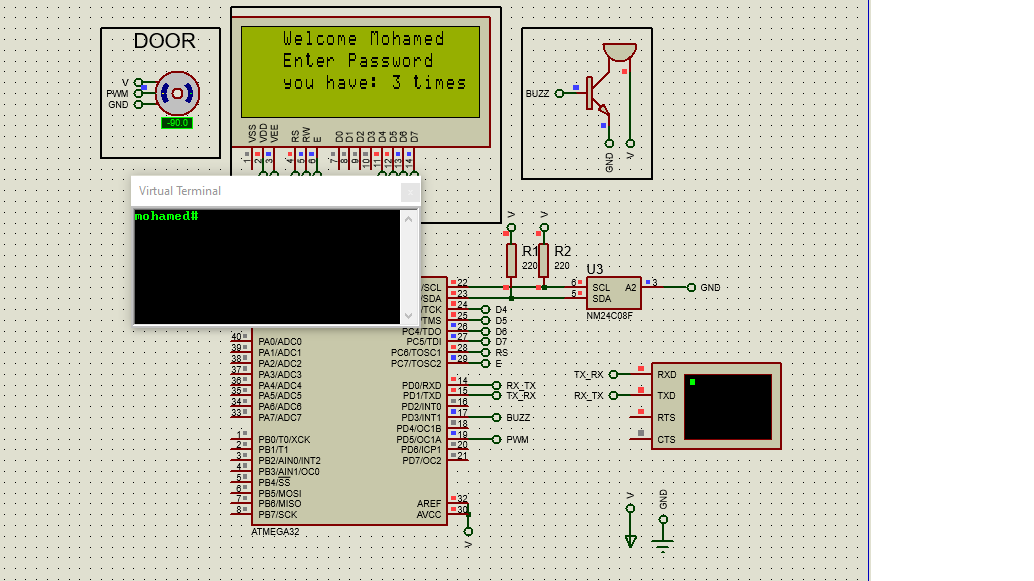 DOOR
V
PWM
GND
-90.0
Welcome Mohamed
Enter Password
you have: 3 times
VSS
VDD
VEE
RS
RW
E
D0
D1
D2
D3
D4
D5
D6
D7
1
2
3
4
5
6
7
8
9
10
11
12
13
14
BUZZ
GND
V
Virtual Terminal
mohamed#
V
V
R1
220
R2
220
U3
6 SCL
5 SDA
A2 3
GND
NM24C08F
/SCL 22
/SDA 23
/TCK 24 D4
/TMS 25 D5
PC4/TDO 26 D6
PC5/TDI 27 D7
PC6/TOSC1 28 RS
PC7/TOSC2 29 E
PD0/RXD 14 RX_TX
PD1/TXD 15 TX_RX
PD2/INT0 16
PD3/INT1 17 BUZZ
PD4/OC1B 18
PD5/OC1A 19 PWM
PD6/ICP1 20
PD7/OC2 21
AREF 32
AVCC 30
V
40 PA0/ADC0
39 PA1/ADC1
38 PA2/ADC2
37 PA3/ADC3
36 PA4/ADC4
35 PA5/ADC5
34 PA6/ADC6
33 PA7/ADC7
1 PB0/T0/XCK
2 PB1/T1
3 PB2/AIN0/INT2
4 PB3/AIN1/OC0
5 PB4/SS
6 PB5/MOSI
7 PB6/MISO
8 PB7/SCK
ATMEGA32
TX_RX RXD
RX_TX TXD
RTS
CTS
V
GND